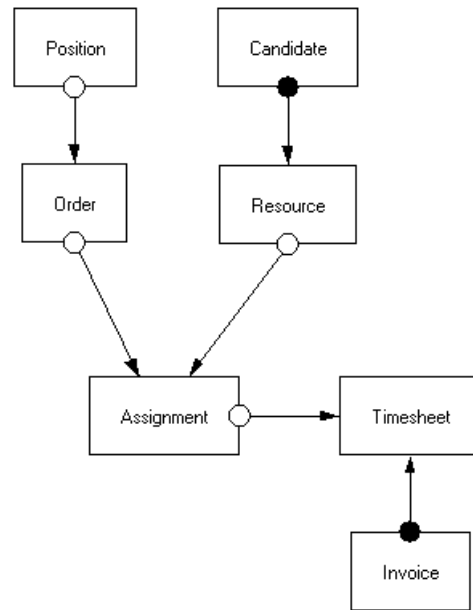 Position
Candidate
Order
Resource
Assignment
Timesheet
Invoice